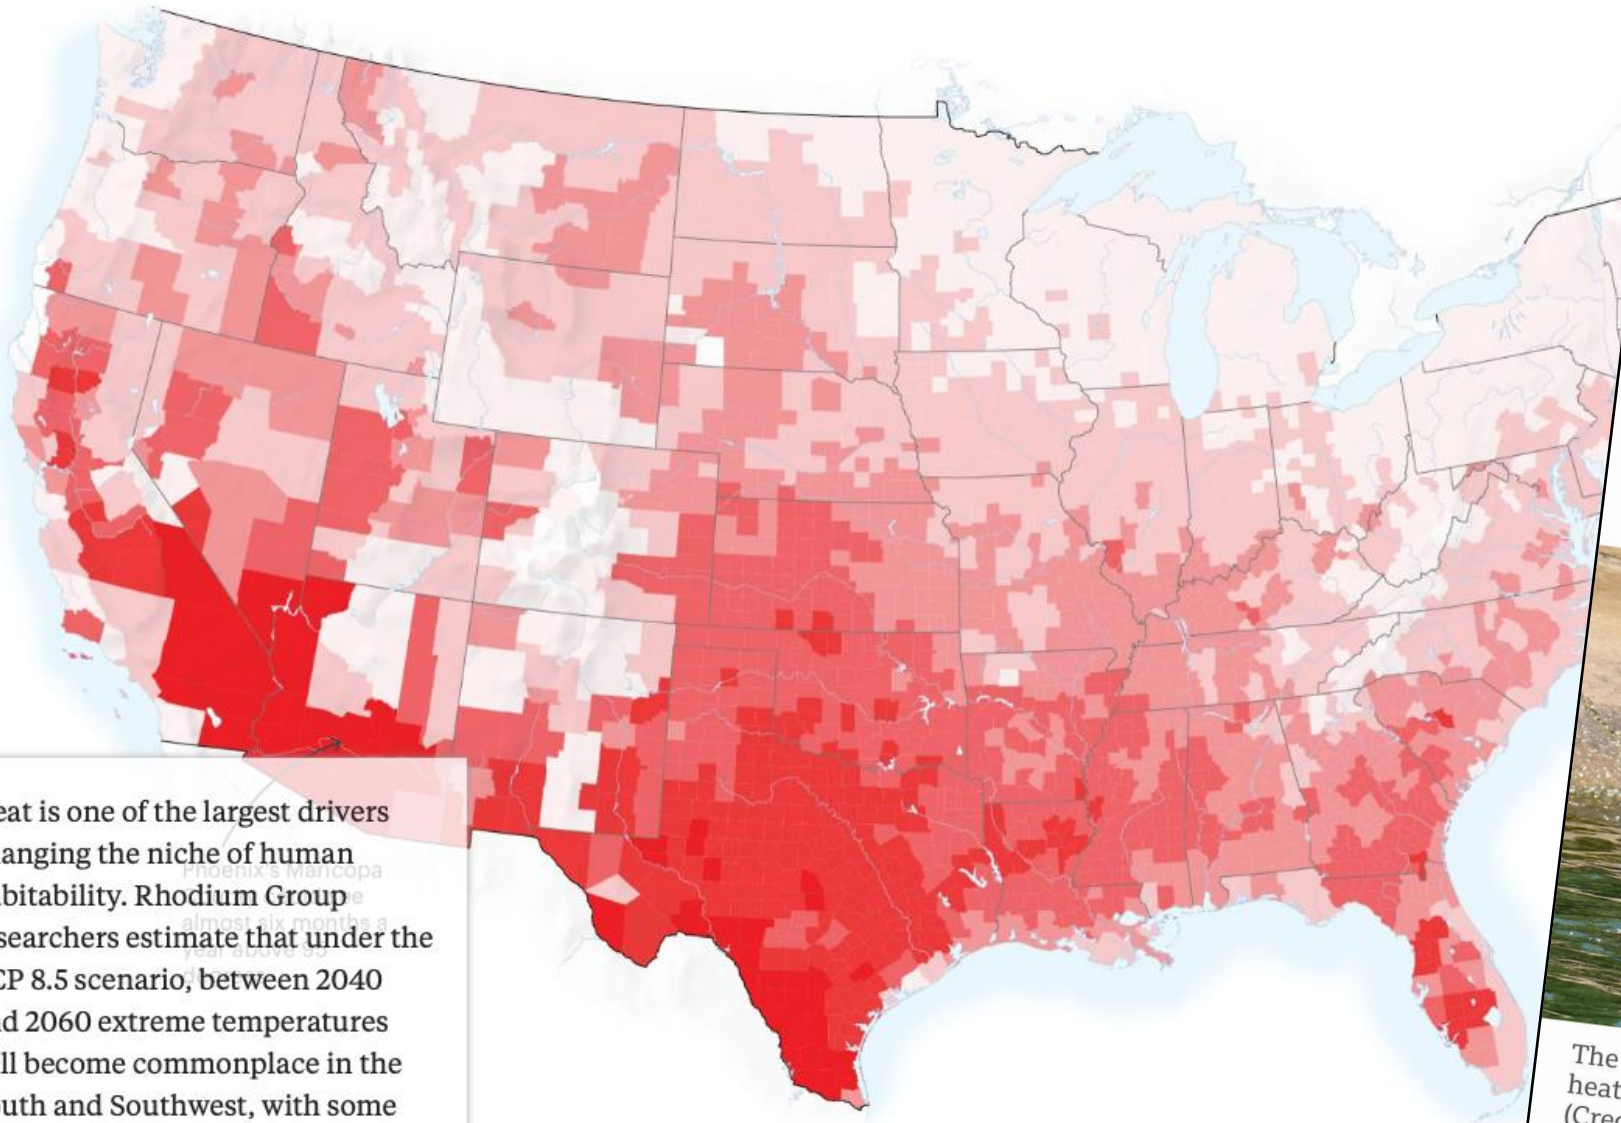 eat is one of the largest drivers
anging the niche of human
bitability. Rhodium Group
searchers estimate that under the
CP 8.5 scenario, between 2040
d 2060 extreme temperatures
ll become commonplace in the
outh and Southwest, with some
Phoenix's Maricopa
almost six months a
year above 95
The
heat
(Cred